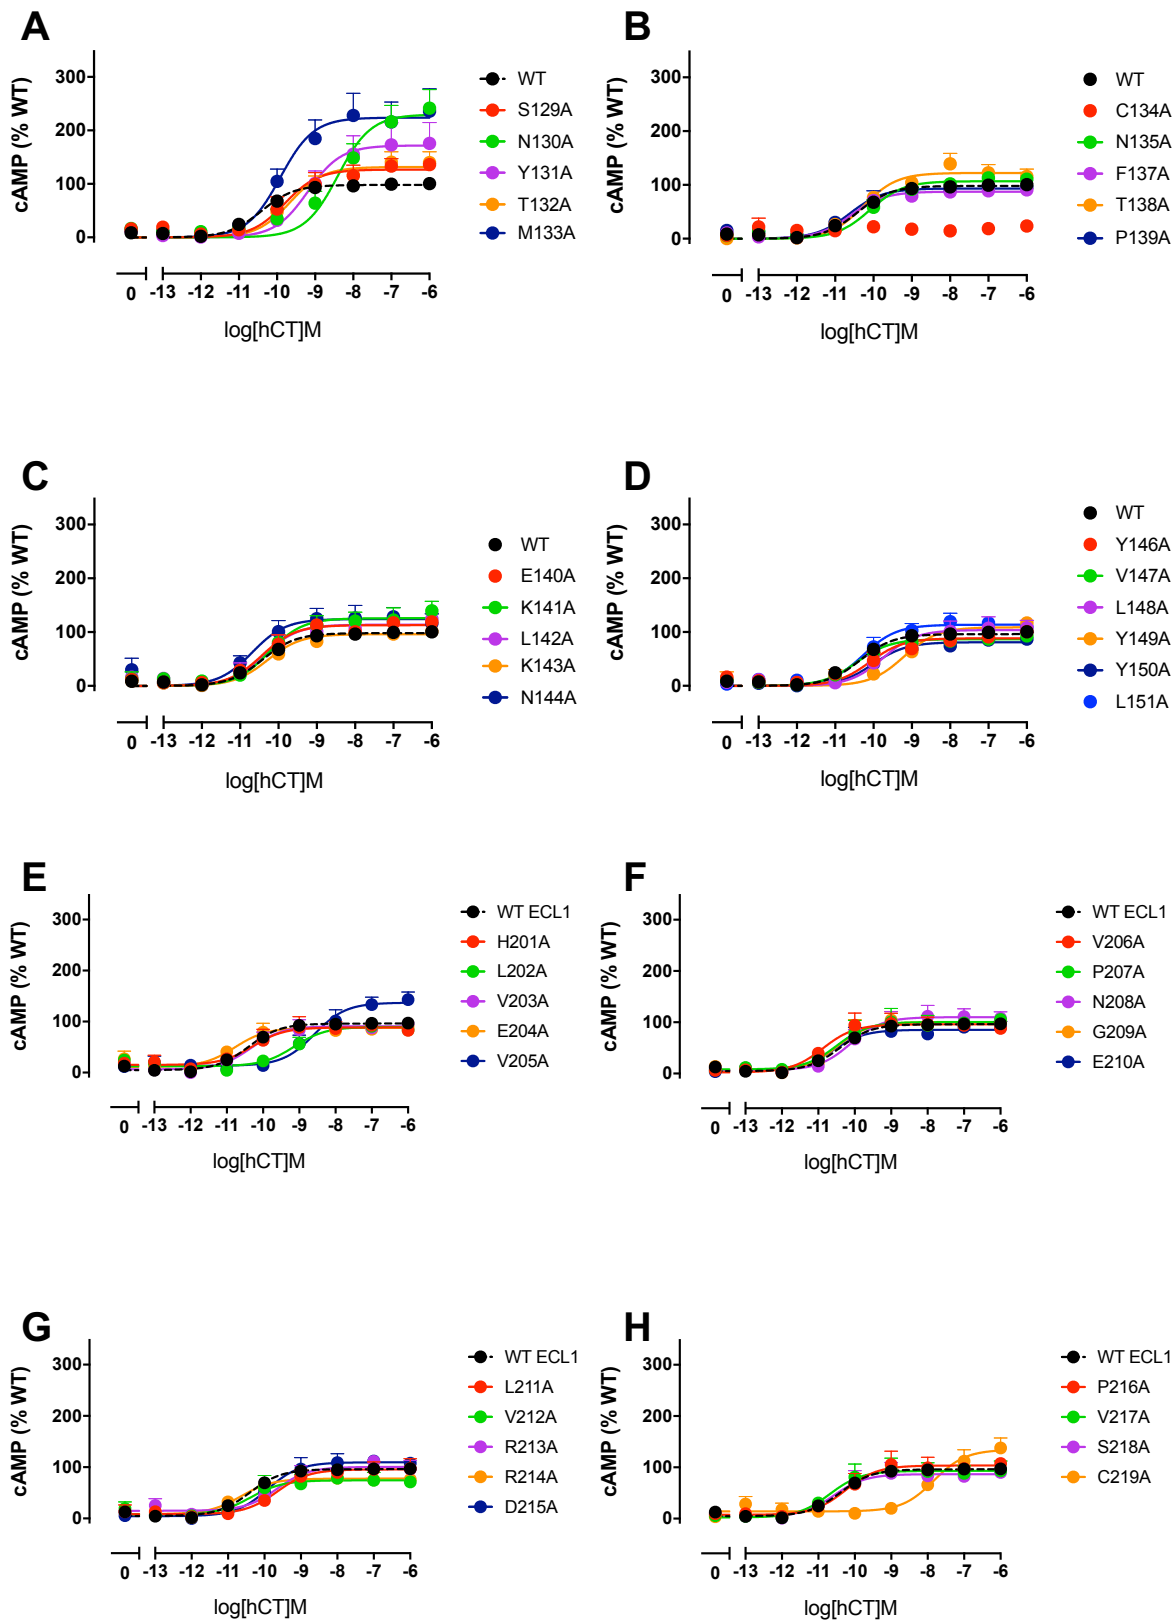 A
cAMP (% WT)
300
200
100
0
0 -13 -12 -11 -10 -9 -8 -7 -6
log[hCT]M
WT
S129A
N130A
Y131A
T132A
M133A
B
cAMP (% WT)
300
200
100
0
0 -13 -12 -11 -10 -9 -8 -7 -6
log[hCT]M
WT
C134A
N135A
F137A
T138A
P139A
C
cAMP (% WT)
300
200
100
0
0 -13 -12 -11 -10 -9 -8 -7 -6
log[hCT]M
WT
E140A
K141A
L142A
K143A
N144A
D
cAMP (% WT)
300
200
100
0
0 -13 -12 -11 -10 -9 -8 -7 -6
log[hCT]M
WT
Y146A
V147A
L148A
Y149A
Y150A
L151A
E
cAMP (% WT)
300
200
100
0
0 -13 -12 -11 -10 -9 -8 -7 -6
log[hCT]M
WT ECL1
H201A
L202A
V203A
E204A
V205A
F
cAMP (% WT)
300
200
100
0
0 -13 -12 -11 -10 -9 -8 -7 -6
log[hCT]M
WT ECL1
V206A
P207A
N208A
G209A
E210A
G
cAMP (% WT)
300
200
100
0
0 -13 -12 -11 -10 -9 -8 -7 -6
log[hCT]M
WT ECL1
L211A
V212A
R213A
R214A
D215A
H
cAMP (% WT)
300
200
100
0
0 -13 -12 -11 -10 -9 -8 -7 -6
log[hCT]M
WT ECL1
P216A
V217A
S218A
C219A